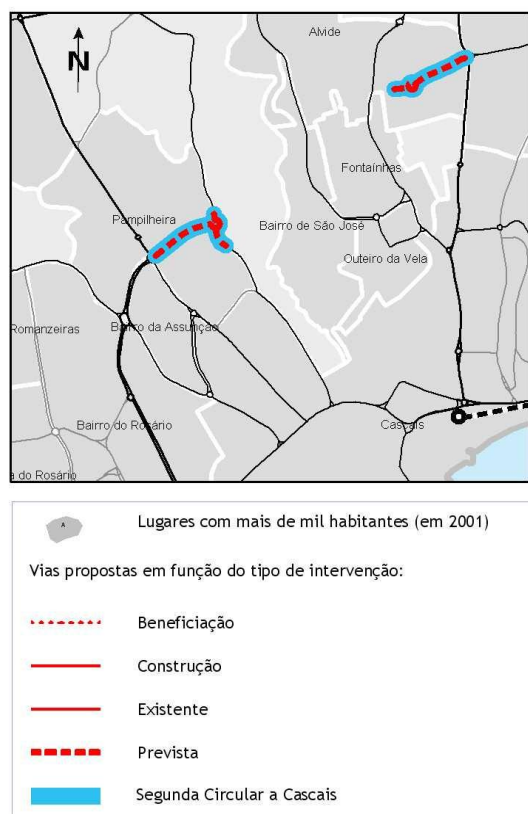 Alvide
N
Fontaínhas
Pampilheira
Bairro de São José
Outeiro da Vela
Romanzeiras
Bairro da Assunção
Bairro do Rosário
Cascais
a do Rosário
A
Lugares com mais de mil habitantes (em 2001)
Vias propostas em função do tipo de intervenção:
Beneficiação
Construção
Existente
Prevista
Segunda Circular a Cascais